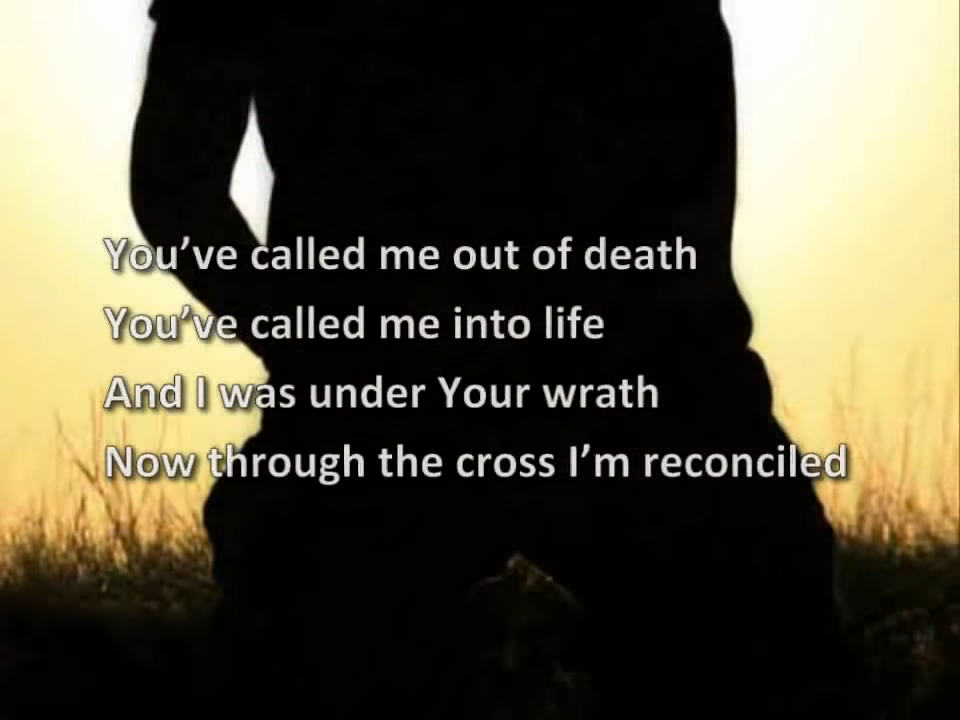 You’ve called me out of death
You’ve called me into life
And I was under Your wrath
Now through the cross I’m reconciled